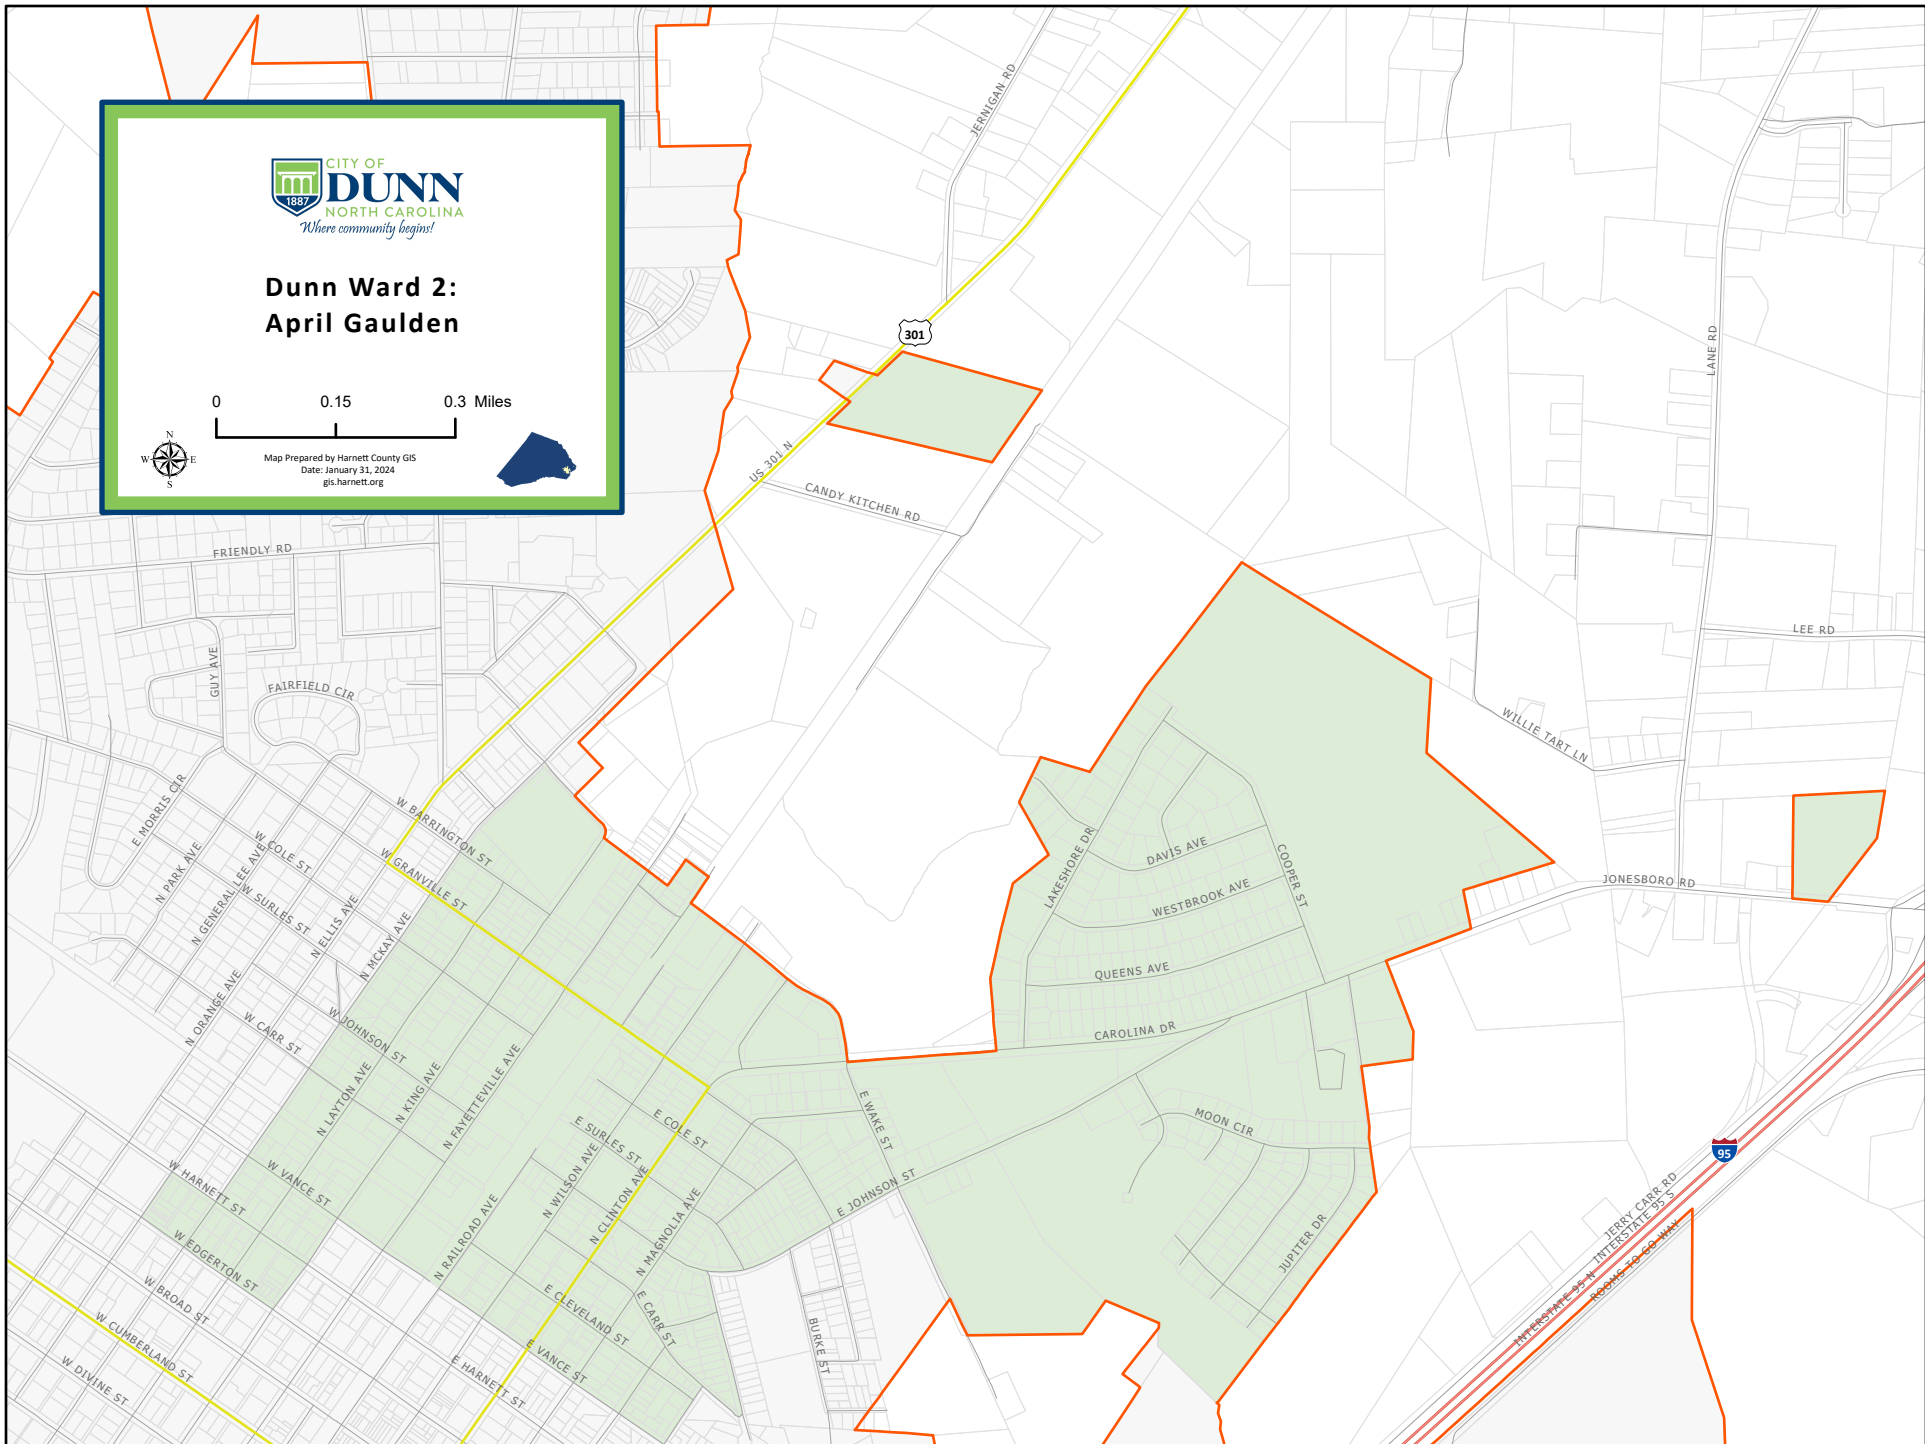 CITY OF
DUNN
1887
NORTH CAROLINA
Where community begins!
Dunn Ward 2:
April Gaulden
0
0.15
0.3 Miles
N
W
E
S
Map Prepared by Harnett County GIS
Date: January 31, 2024
gis.harnett.org
JERNIGAN RD
301
LANE RD
US 301 N
CANDY KITCHEN RD
FRIENDLY RD
LEE RD
GUY AVE
FAIRFIELD CIR
WILLIE TART LN
E MORRIS CIR
W BARRINGTON ST
W COLE ST
W GRANVILLE ST
N PARK AVE
N GENERAL LEE AVE
W SURLES ST
N ELLIS AVE
N MCKAY AVE
LAKESHORE DR
DAVIS AVE
COOPER ST
WESTBROOK AVE
QUEENS AVE
CAROLINA DR
JONESBORO RD
N ORANGE AVE
W CARR ST
W JOHNSON ST
N LAYTON AVE
N KING AVE
N FAYETTEVILLE AVE
E WAKE ST
E COLE ST
E SURLES ST
MOON CIR
95
W HARNETT ST
W VANCE ST
N WILSON AVE
N CLINTON AVE
N MAGNOLIA AVE
E JOHNSON ST
N RAILROAD AVE
W EDGERTON ST
JUPITER DR
JERRY CARR RD
INTERSTATE 95 S
INTERSTATE 95 N
ROOMS TO GO WAY
W BROAD ST
W CUMBERLAND ST
W DIVINE ST
E CLEVELAND ST
E CARR ST
E VANCE ST
E HARNETT ST
BURKE ST